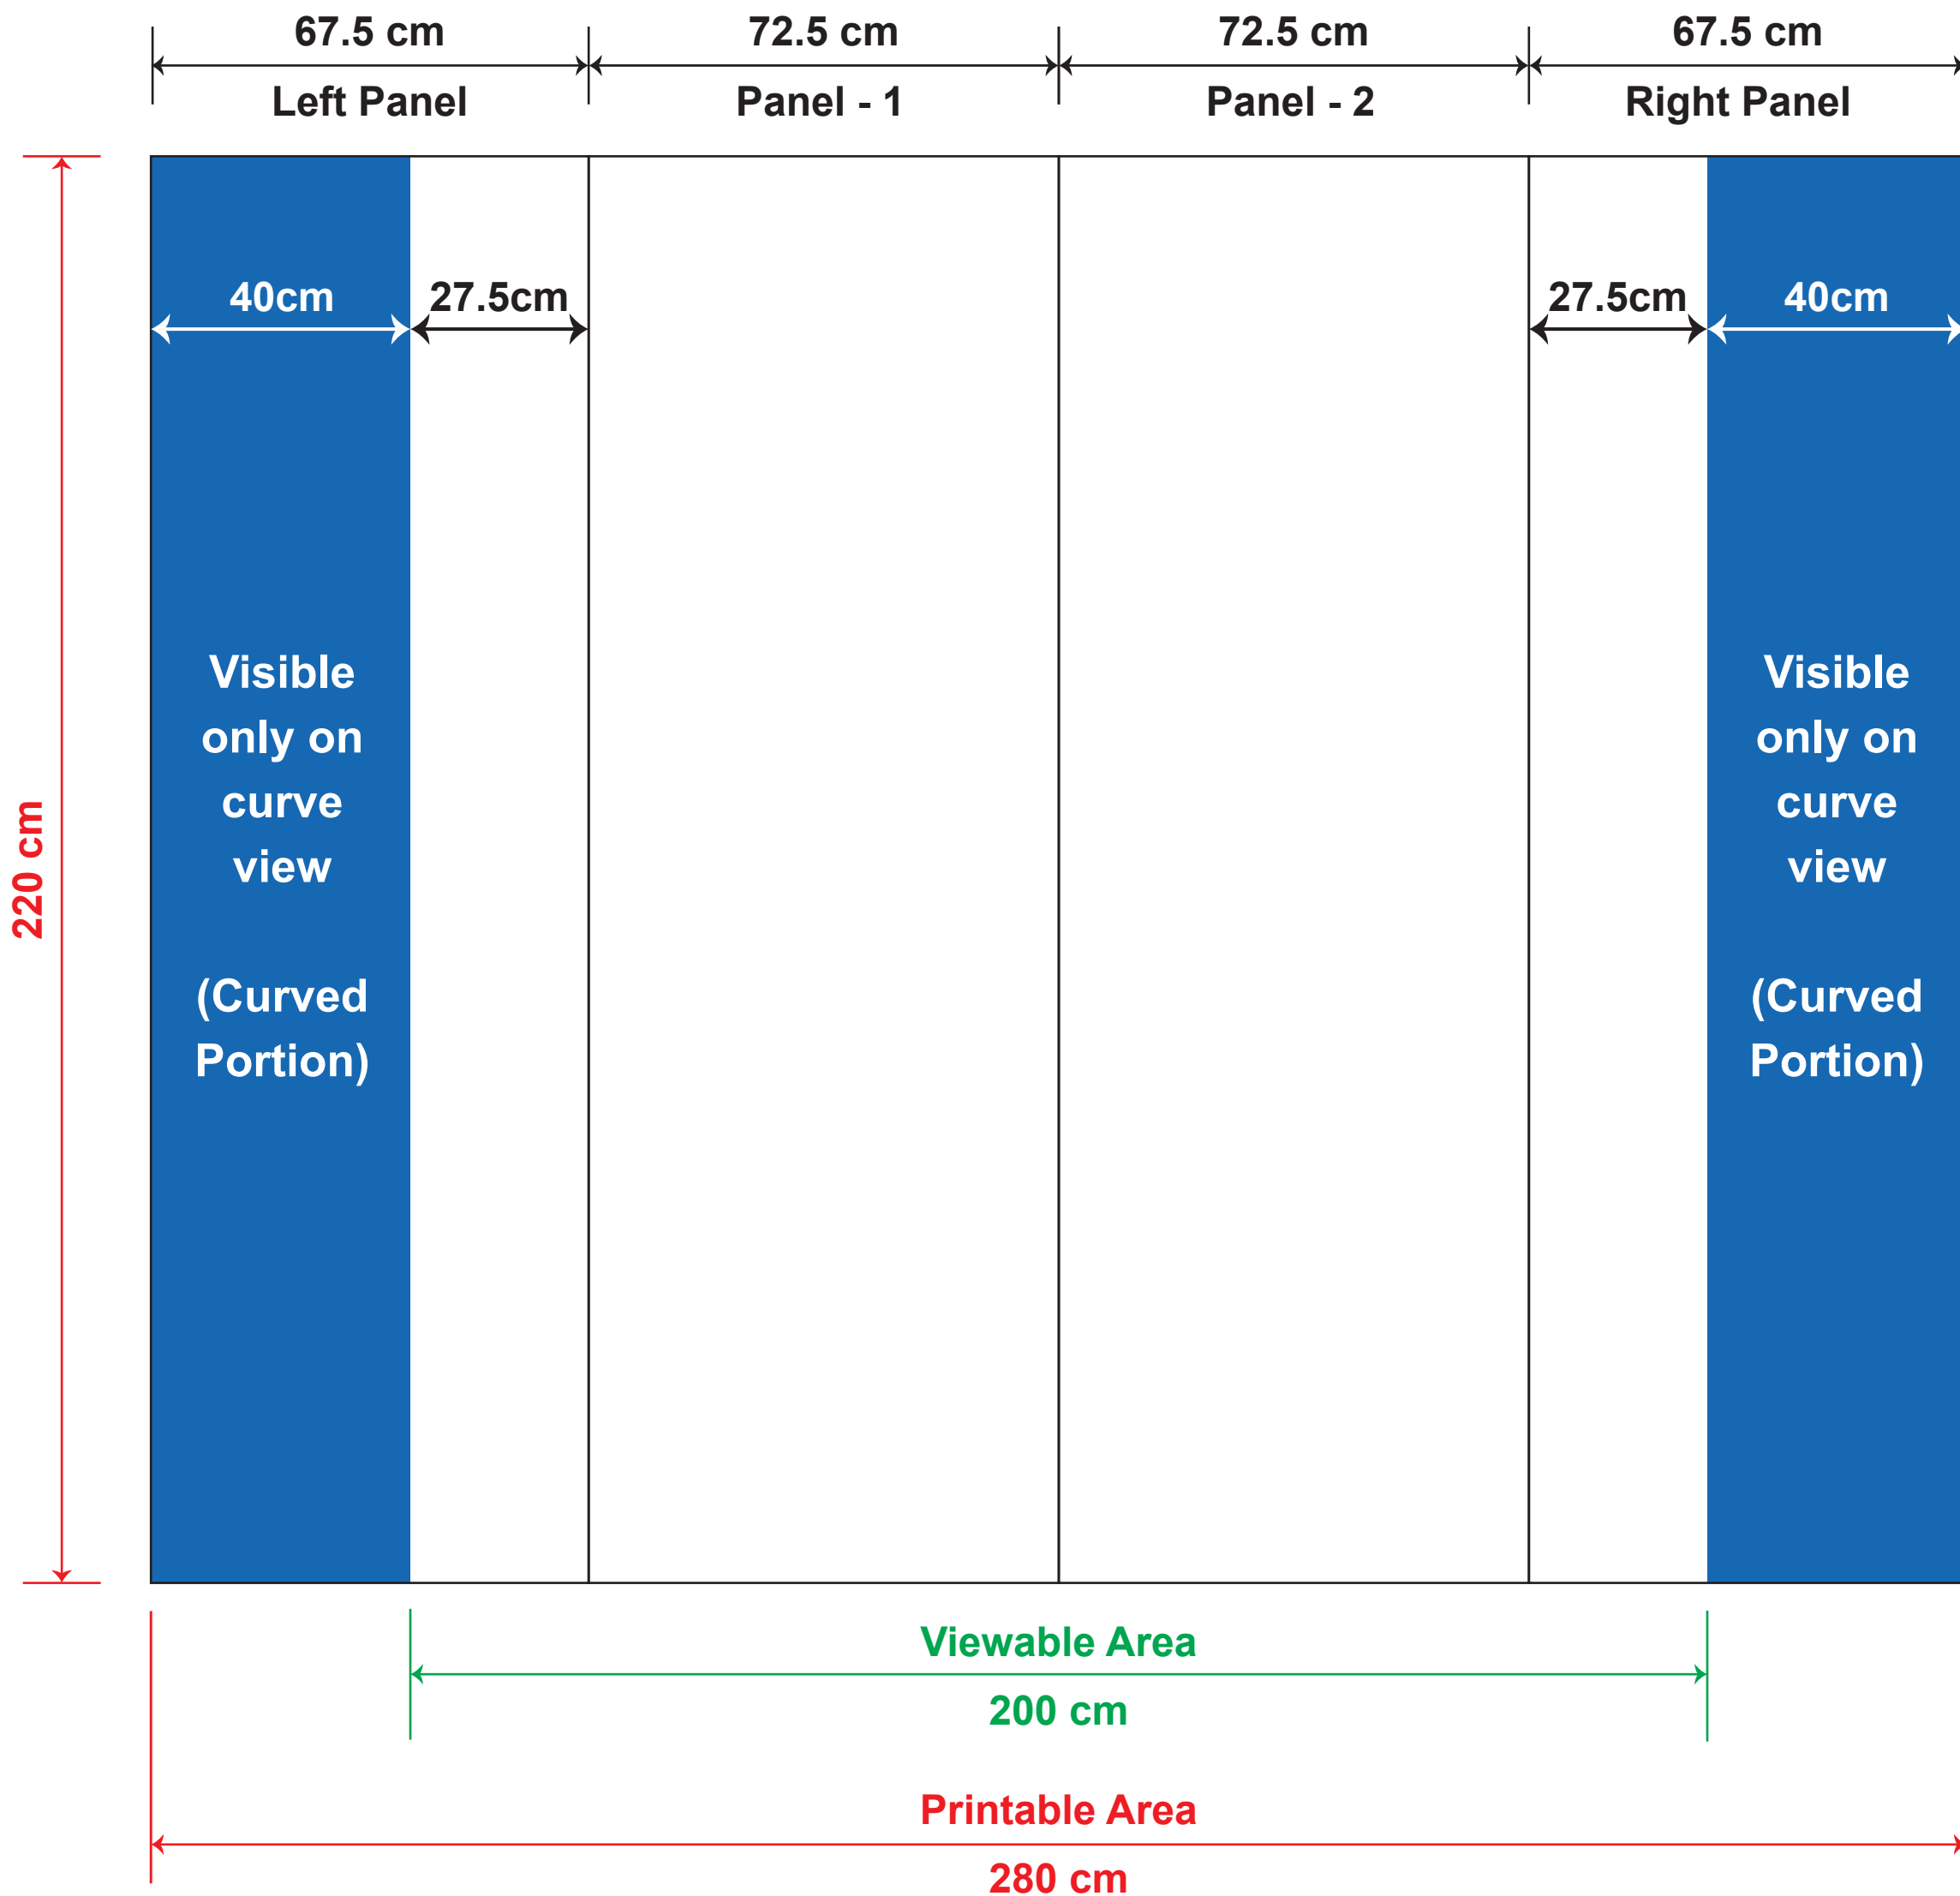 67.5 cm
72.5 cm
72.5 cm
67.5 cm
Left Panel
Panel - 1
Panel - 2
Right Panel
40cm
27.5cm
27.5cm
40cm
Visible
only on
curve
view
(Curved
Portion)
Visible
only on
curve
view
(Curved
Portion)
220 cm
Viewable Area
200 cm
Printable Area
280 cm